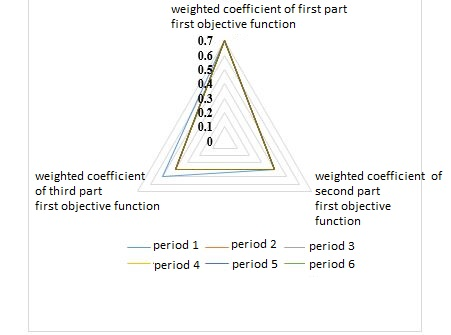 weighted coefficient of first part
first objective function
0.7
0.6
0.5
0.4
0.3
0.2
0.1
0
weighted coefficient
of third part
first objective function
weighted coefficient of
second part
first objective
function
period 1 period 2 period 3
period 4 period 5 period 6